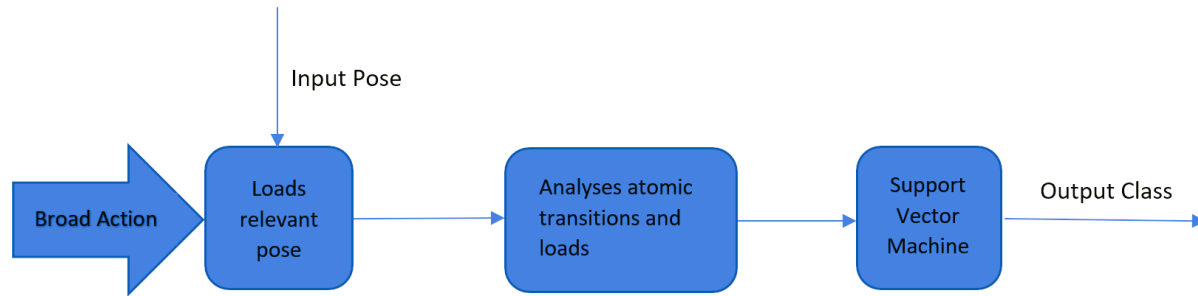 Input Pose
Broad Action
Loads
relevant
pose
Analyses atomic
transitions and
loads
Support
Vector
Machine
Output Class